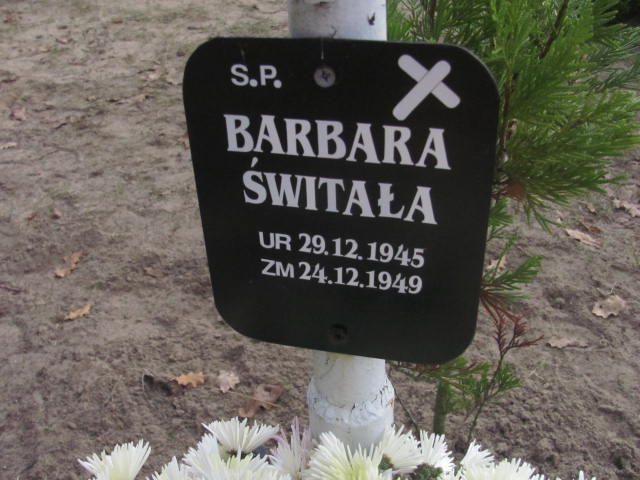 S.P.
BARBARA
ŚWITAŁA
UR 29.12.1945
ZM 24.12.1949